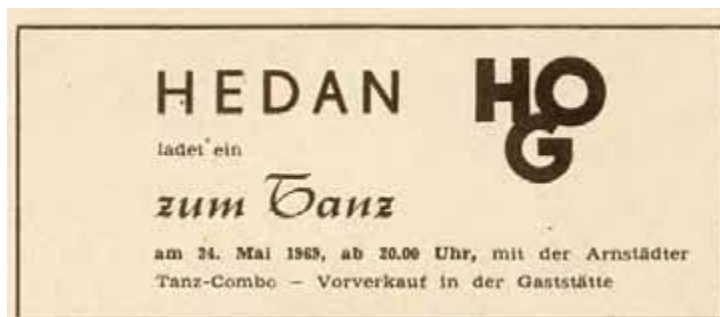 HEDAN
HOG
ladet ein
zum Tanz
am 24. Mai 1969, ab 20.00 Uhr, mit der Arnstädter
Tanz-Combo — Vorverkauf in der Gaststätte